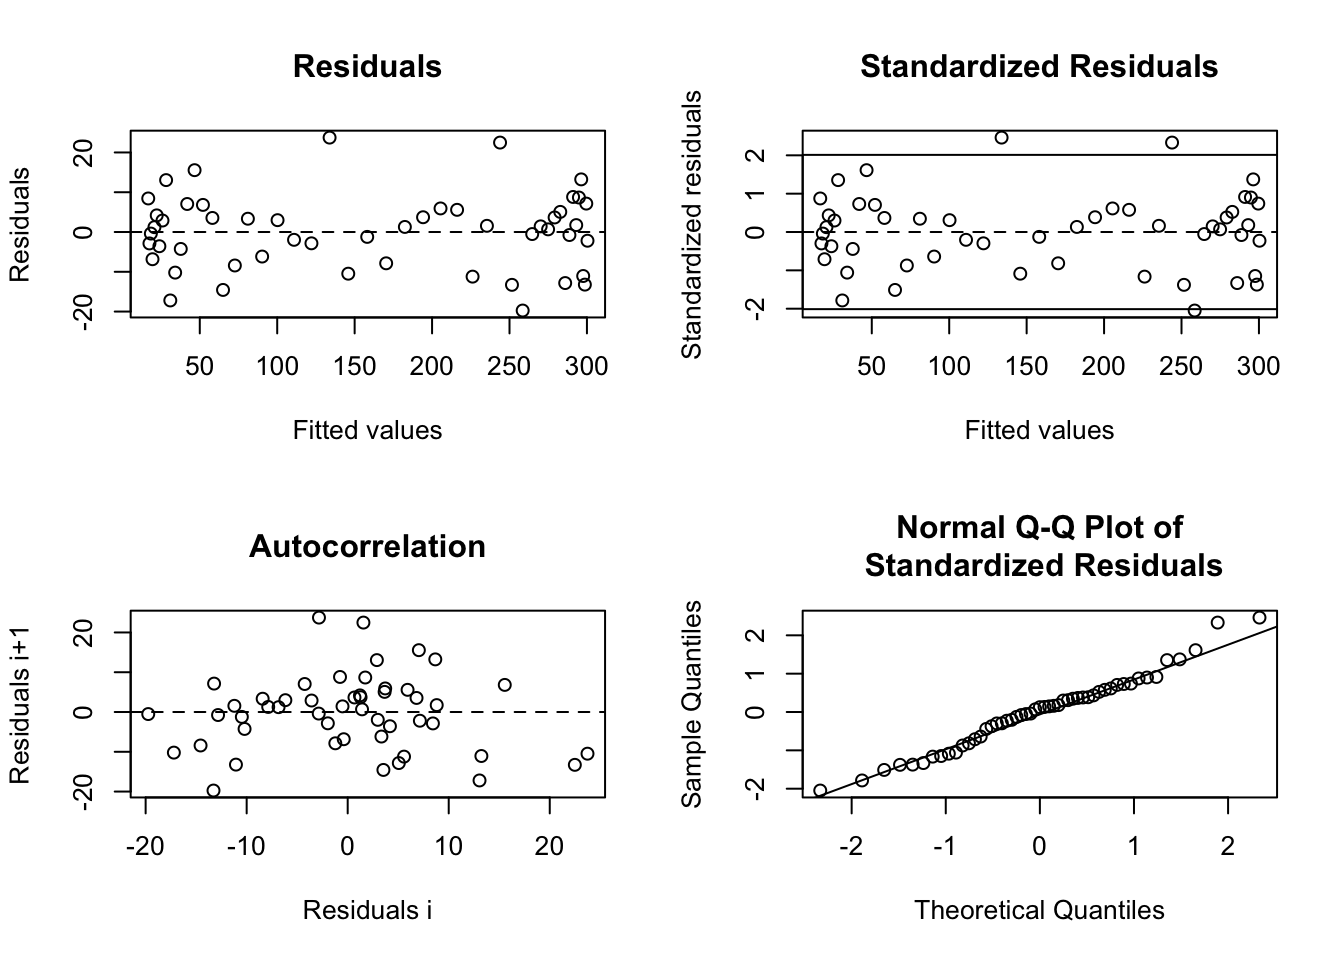 Residuals
Residuals
20
0
-20
50 100 150 200 250 300
Fitted values
Standardized Residuals
Standardized residuals
2
1
0
-2
50 100 150 200 250 300
Fitted values
Autocorrelation
Residuals i+1
20
0
-20
-20 -10 0 10 20
Residuals i
Normal Q-Q Plot of
Standardized Residuals
Sample Quantiles
2
1
0
-2
-2 -1 0 1 2
Theoretical Quantiles